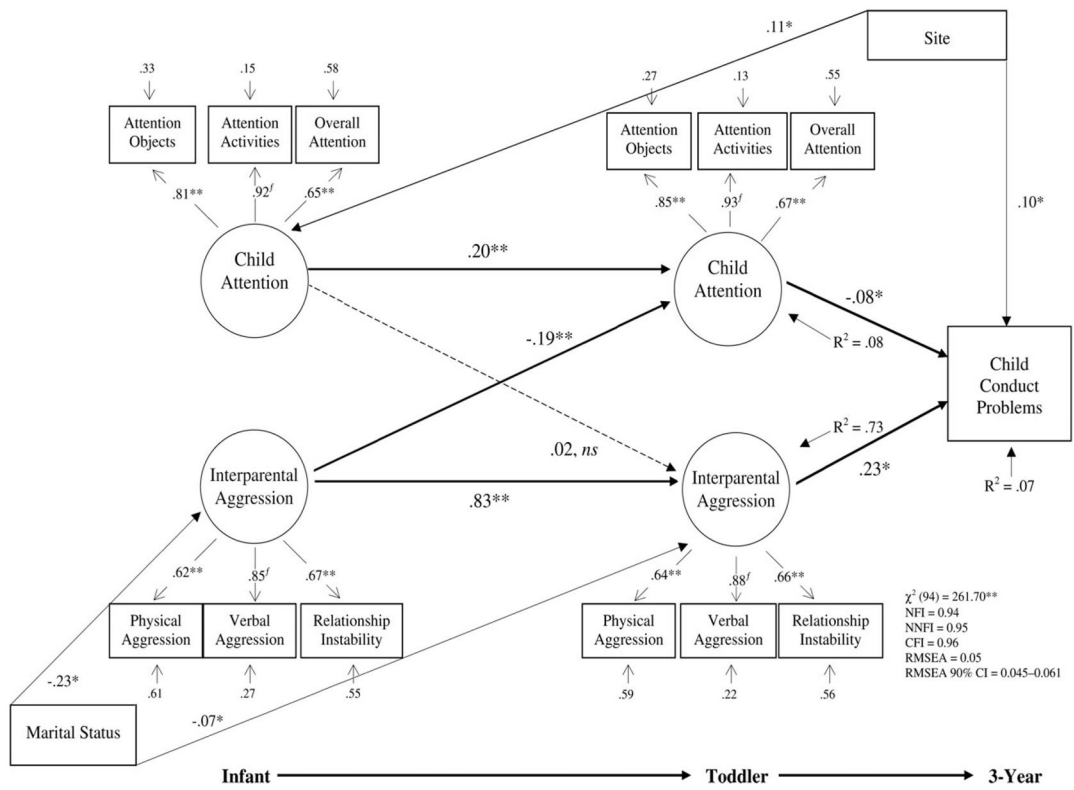 .11*
Site
.33 .15 .58
.27 .13 .55
Attention Objects
Attention Activities
Overall Attention
Attention Objects
Attention Activities
Overall Attention
.81** .92f .65**
.85** .93f .67**
.10*
Child Attention
.20**
Child Attention
-.08*
-.19**
R2 = .08
Child Conduct Problems
R2 = .73
Interparental Aggression
.02, ns
.83**
Interparental Aggression
.23*
R2 = .07
.62** .85f .67**
.64** .88f .66**
Physical Aggression
Verbal Aggression
Relationship Instability
Physical Aggression
Verbal Aggression
Relationship Instability
χ2 (94) = 261.70**
NFI = 0.94
NNFI = 0.95
CFI = 0.96
RMSEA = 0.05
RMSEA 90% CI = 0.045–0.061
-.23*
.61 .27 .55
.59 .22 .56
-.07*
Marital Status
Infant Toddler 3-Year